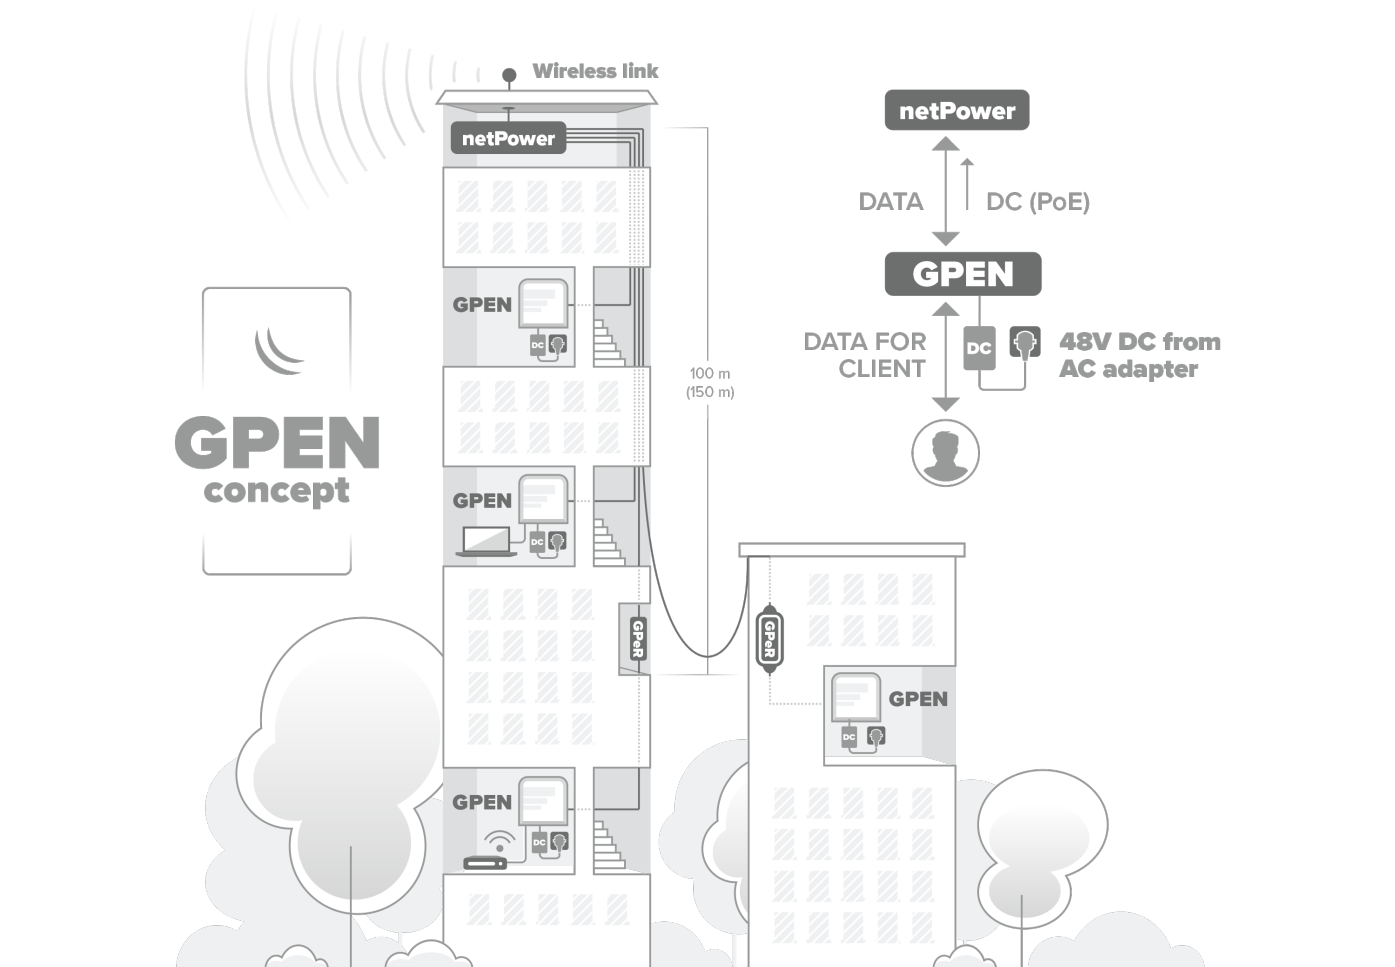 Wireless link
netPower
netPower
DATA
DC (PoE)
GPEN
GPEN
DC
DATA FOR
CLIENT
DC
48V DC from
AC adapter
100 m
(150 m)
GPEN
concept
GPEN
DC
GPeR
GPeR
GPEN
DC
GPEN
DC